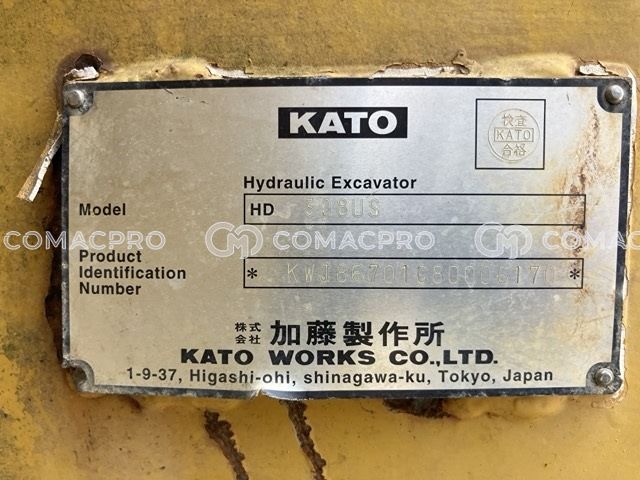 KATO
検査
KATO
合格
Hydraulic Excavator
Model
HD 308US
Product
Identification
Number
COMACPRO COMACPRO COMACPRO
株式
会社 加藤製作所
KATO WORKS CO.,LTD.
1-9-37, Higashi-ohi, shinagawa-ku, Tokyo, Japan